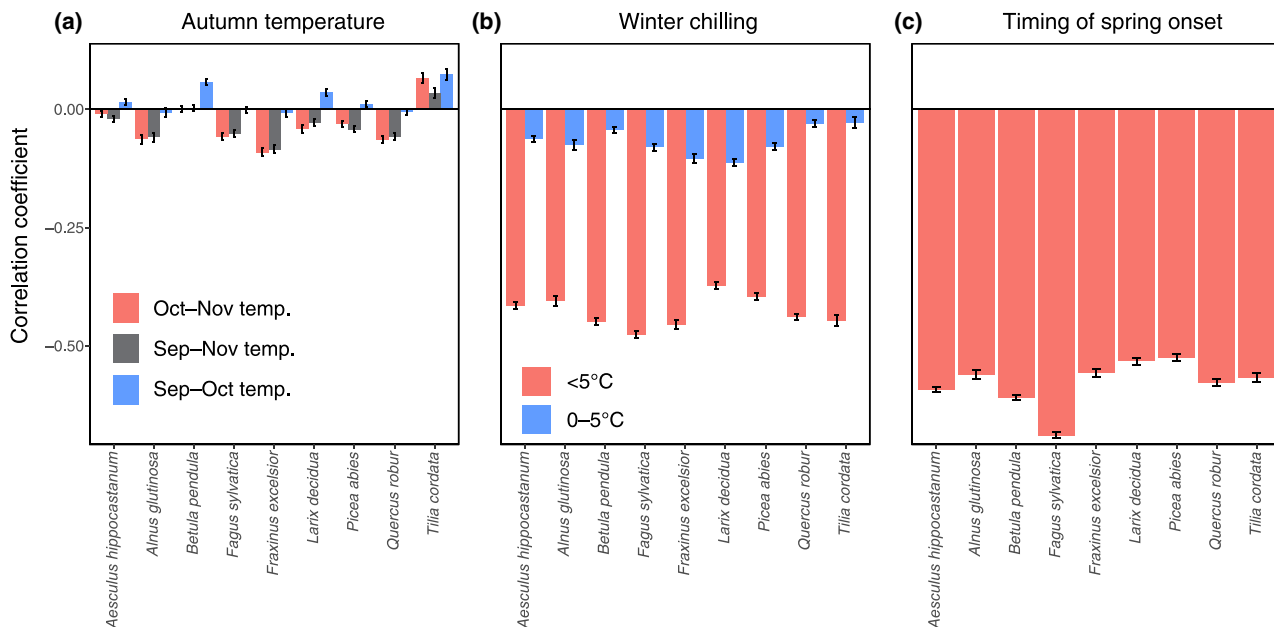 (a) Autumn temperature
(b) Winter chilling
(c) Timing of spring onset
Correlation coefficient
0.00
−0.25
−0.50
Oct–Nov temp.
Sep–Nov temp.
Sep–Oct temp.
<5°C
0–5°C
Aesculus hippocastanum
Alnus glutinosa
Betula pendula
Fagus sylvatica
Fraxinus excelsior
Larix decidua
Picea abies
Quercus robur
Tilia cordata
Aesculus hippocastanum
Alnus glutinosa
Betula pendula
Fagus sylvatica
Fraxinus excelsior
Larix decidua
Picea abies
Quercus robur
Tilia cordata
Aesculus hippocastanum
Alnus glutinosa
Betula pendula
Fagus sylvatica
Fraxinus excelsior
Larix decidua
Picea abies
Quercus robur
Tilia cordata